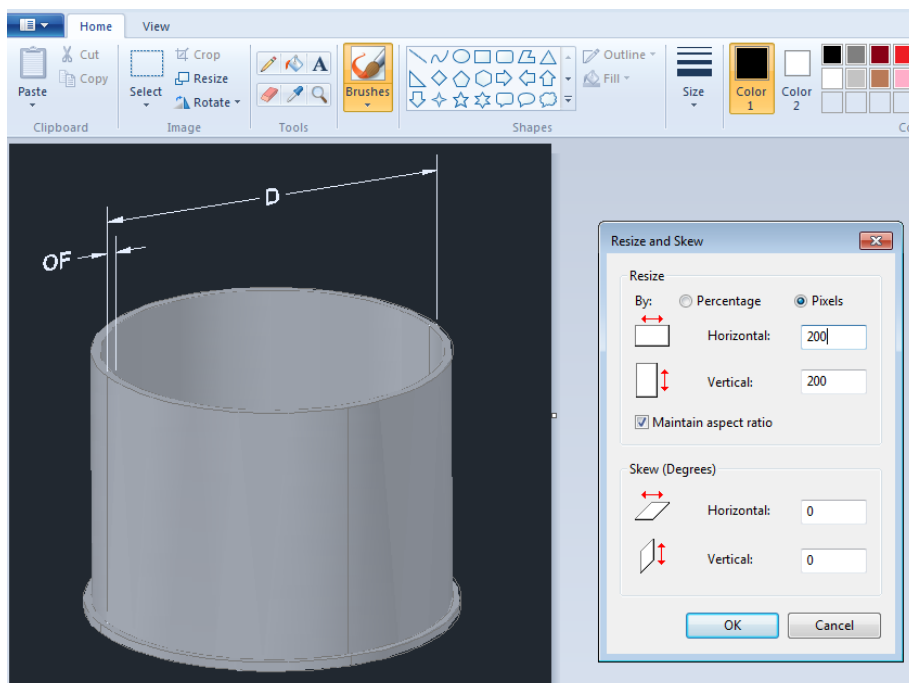 Home View
Cut
Copy
Paste
Clipboard
Select
Crop
Resize
Rotate
Image
A
Tools
Brushes
Shapes
Outline
Fill
Size
Color 1
Color 2
D
OF
Resize and Skew
Resize
By: Percentage Pixels
Horizontal: 200
Vertical: 200
Maintain aspect ratio
Skew (Degrees)
Horizontal: 0
Vertical: 0
OK Cancel